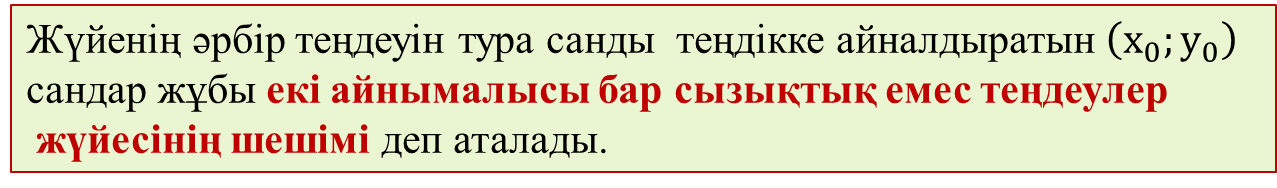 Жүйенің әрбір теңдеуін тура санды теңдікке айналдыратын (x₀; y₀)
сандар жұбы екі айнымалысы бар сызықтық емес теңдеулер
жүйесінің шешімі деп аталады.